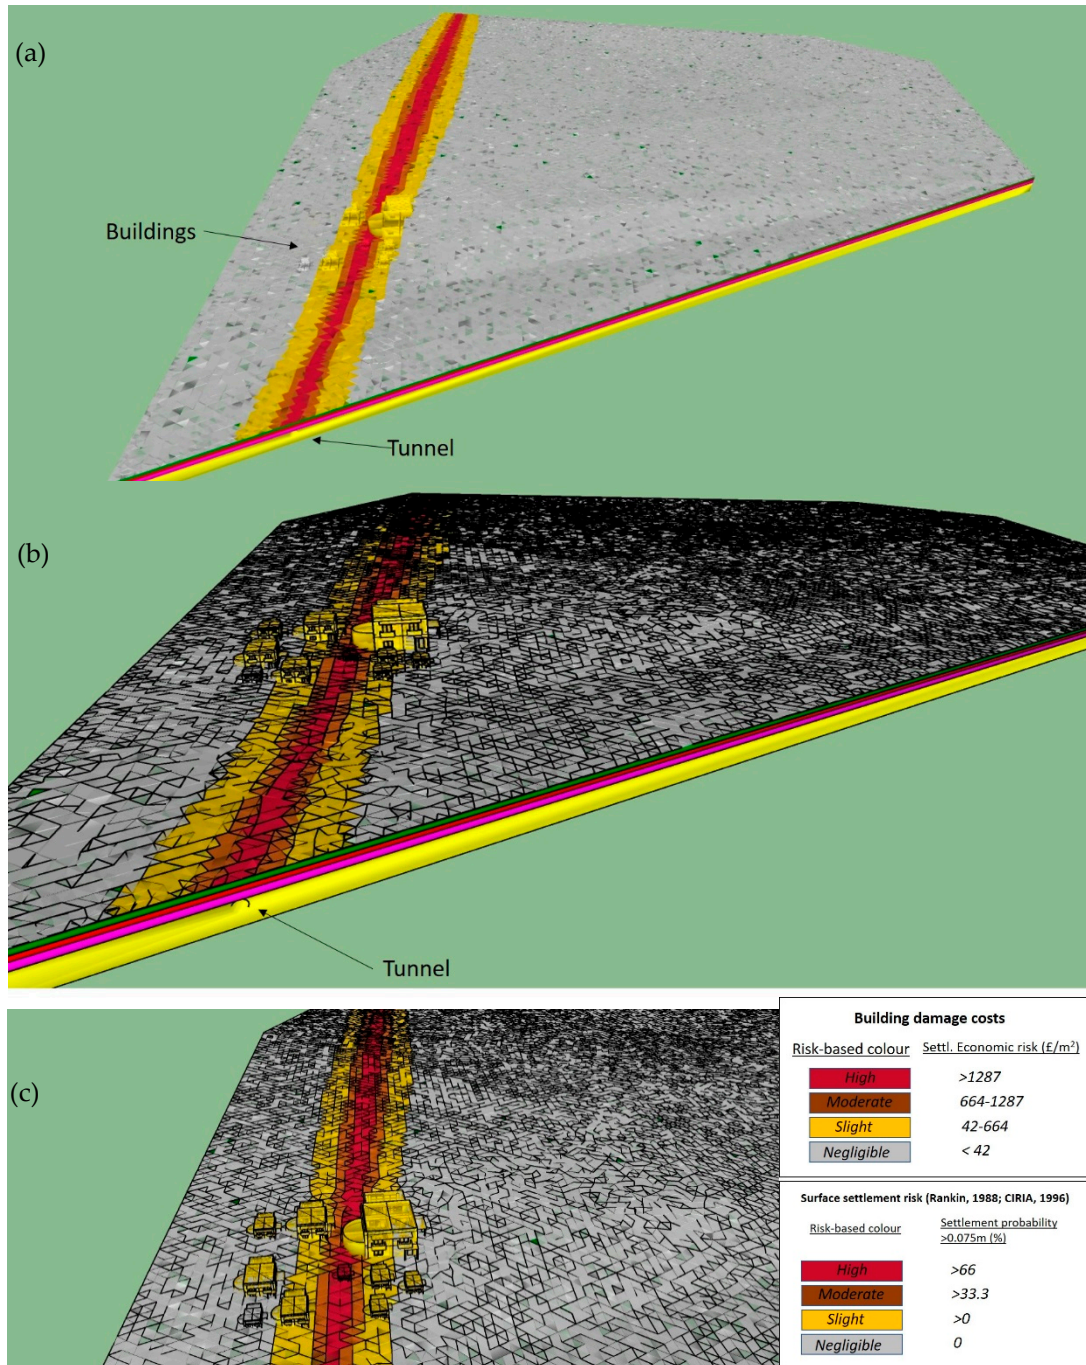 (a)
Buildings
Tunnel
(b)
Tunnel
(c)
Building damage costs
Risk-based colour Settl. Economic risk (£/m²)
High >1287
Moderate 664-1287
Slight 42-664
Negligible < 42
Surface settlement risk (Rankin, 1988; CIRIA, 1996)
Risk-based colour Settlement probability
>0.075m (%)
High >66
Moderate >33.3
Slight >0
Negligible 0